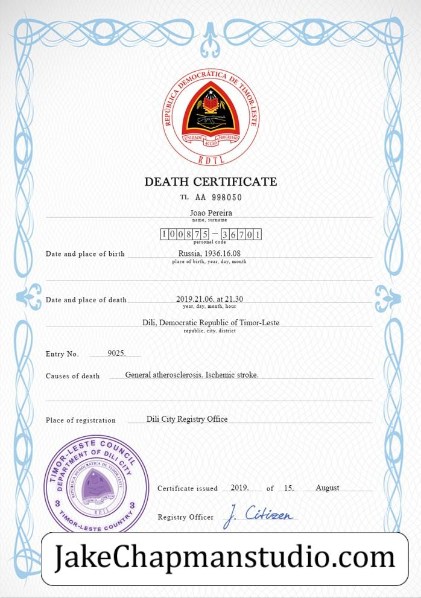 REPÚBLICA DEMOCRÁTICA DE TIMOR-LESTE
RDTL
DEATH CERTIFICATE
TL AA 998050
Joao Pereira
name, surname
100875-36701
personal code
Date and place of birth Russia, 1936.16.08
place of birth, year, day, month
Date and place of death 2019.21.06. at 21.30
year, day, month, hour
Dili, Democratic Republic of Timor-Leste
republic, city, district
Entry No. 9025.
Causes of death General atherosclerosis. Ischemic stroke.
Place of registration Dili City Registry Office
TIMOR-LESTE COUNCIL
DEPARTMENT OF DILI CITY
TIMOR-LESTE COUNTRY
Certificate issued 2019. of 15. August
Registry Officer J. Citizen
JakeChapmanstudio.com